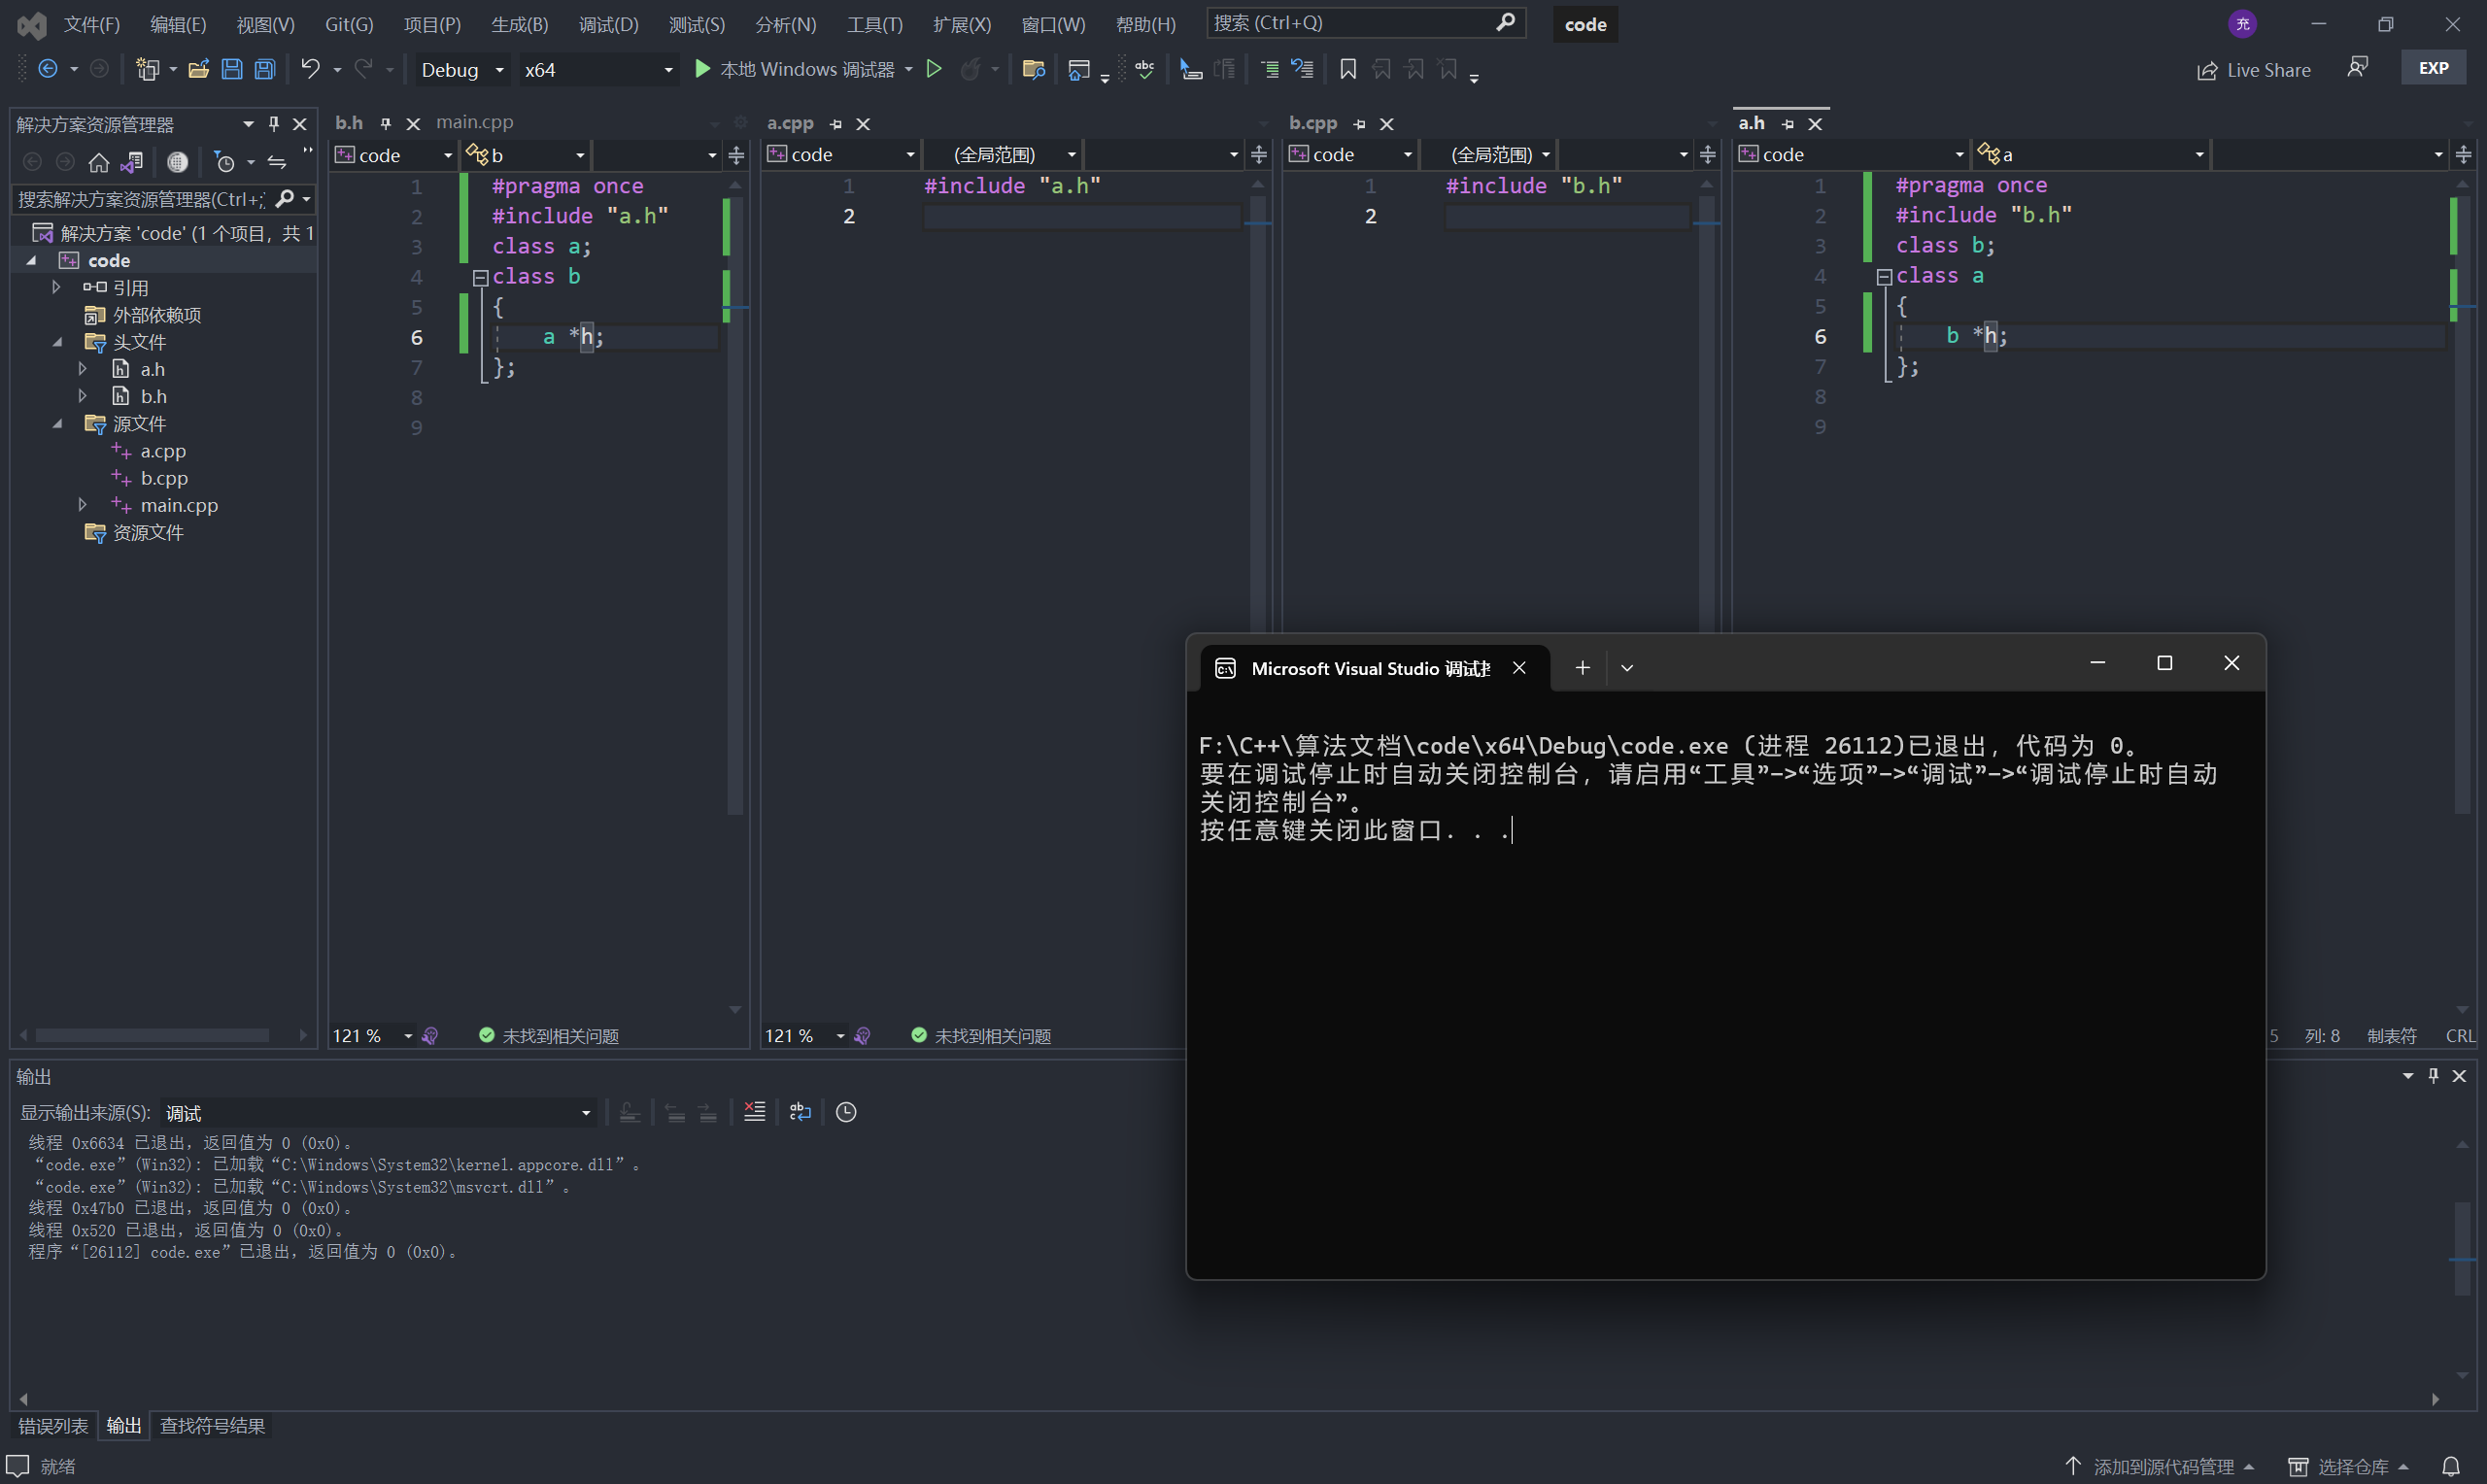 文件(F) 编辑(E) 视图(V) Git(G) 项目(P) 生成(B) 调试(D) 测试(S) 分析(N) 工具(T) 扩展(X) 窗口(W) 帮助(H) 搜索 (Ctrl+Q) code 充
Debug x64 本地 Windows 调试器 abc Live Share EXP
解决方案资源管理器
搜索解决方案资源管理器(Ctrl+;
解决方案 'code' (1 个项目，共 1
code
引用
外部依赖项
头文件
a.h
b.h
源文件
a.cpp
b.cpp
main.cpp
资源文件
b.h main.cpp
code b
1 #pragma once
2 #include "a.h"
3 class a;
4 class b
5 {
6 a *h;
7 };
8
9
121 % 未找到相关问题
a.cpp
code (全局范围)
1 #include "a.h"
2
121 % 未找到相关问题
b.cpp
code (全局范围)
1 #include "b.h"
2
a.h
code a
1 #pragma once
2 #include "b.h"
3 class b;
4 class a
5 {
6 b *h;
7 };
8
9
5 列: 8 制表符 CRL
Microsoft Visual Studio 调试控
F:\C++\算法文档\code\x64\Debug\code.exe (进程 26112)已退出，代码为 0。
要在调试停止时自动关闭控制台，请启用“工具”->“选项”->“调试”->“调试停止时自动
关闭控制台”。
按任意键关闭此窗口. . .
输出
显示输出来源(S): 调试
线程 0x6634 已退出，返回值为 0 (0x0)。
“code.exe”(Win32): 已加载“C:\Windows\System32\kernel.appcore.dll”。
“code.exe”(Win32): 已加载“C:\Windows\System32\msvcrt.dll”。
线程 0x47b0 已退出，返回值为 0 (0x0)。
线程 0x520 已退出，返回值为 0 (0x0)。
程序“[26112] code.exe”已退出，返回值为 0 (0x0)。
错误列表 输出 查找符号结果
就绪 添加到源代码管理 选择仓库